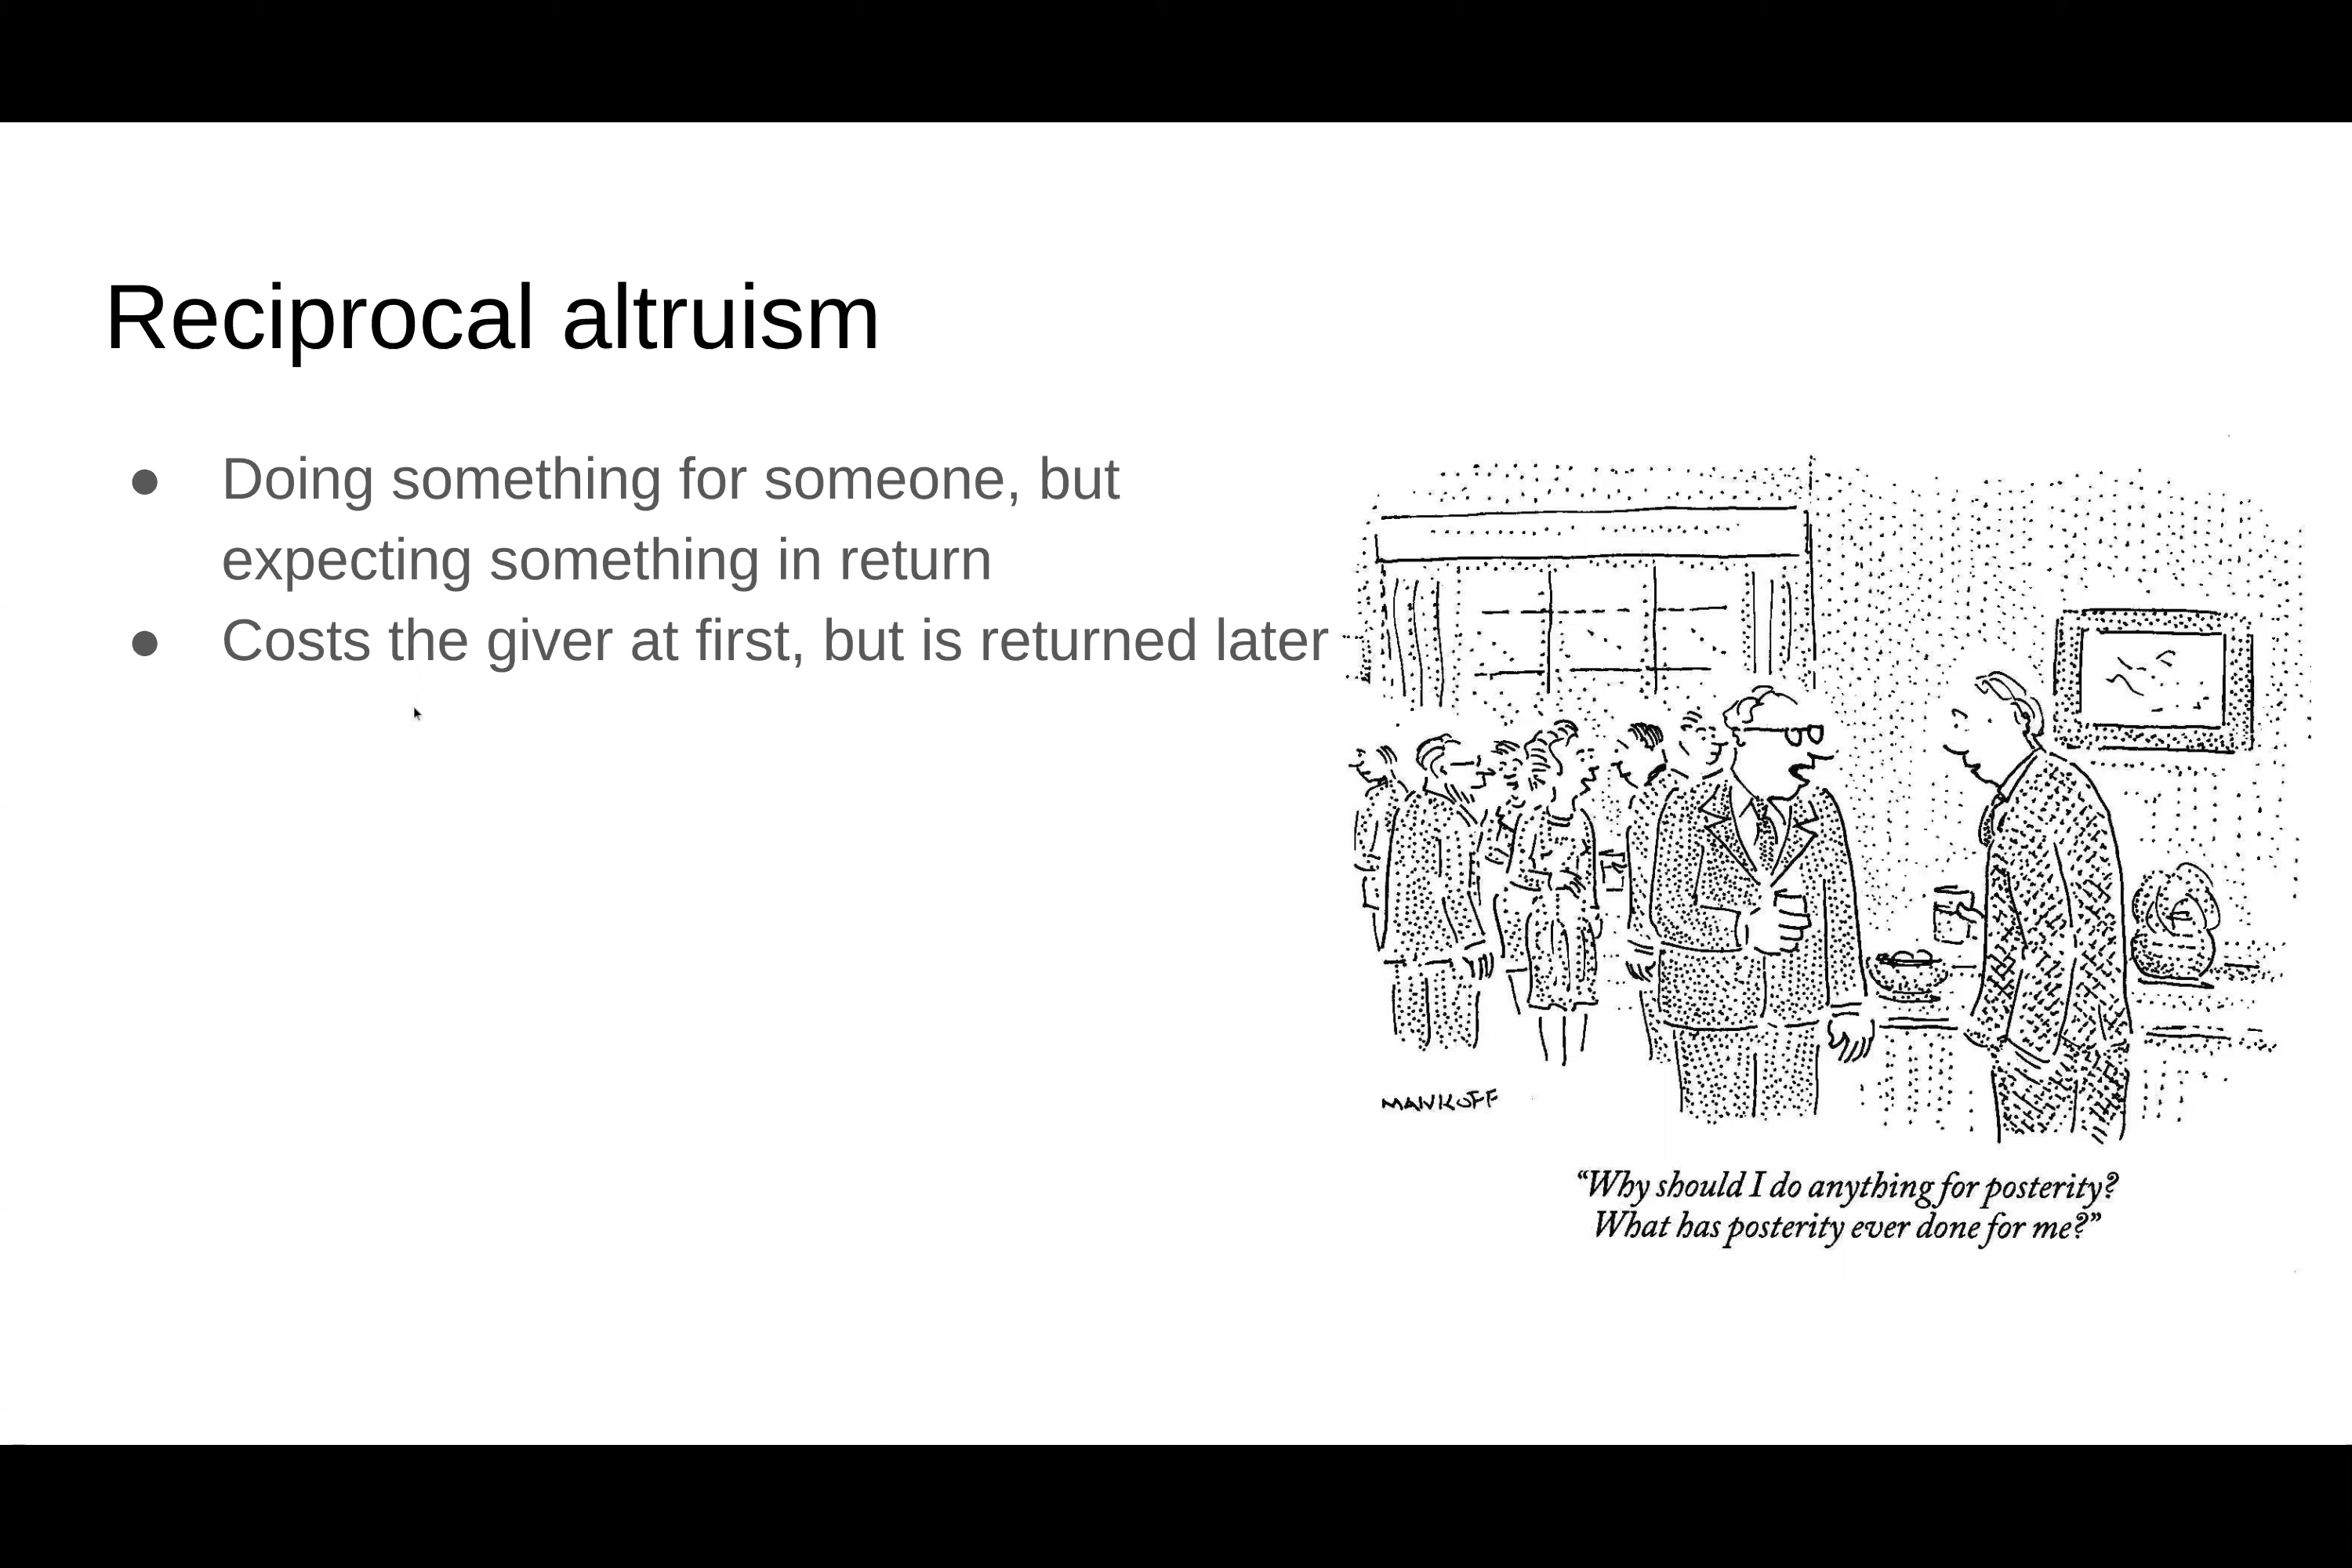 Reciprocal altruism
● Doing something for someone, but
expecting something in return
● Costs the giver at first, but is returned later
MANKOFF
“Why should I do anything for posterity?
What has posterity ever done for me?”